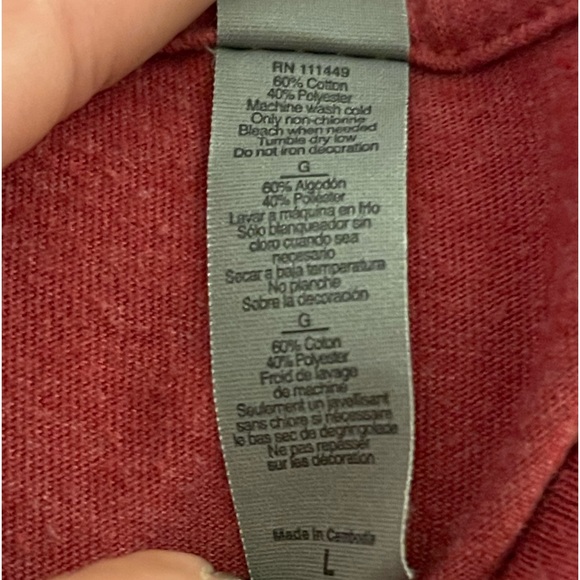 RN 111449
60% Cotton
40% Polyester
Machine wash cold
Only non-chlorine
Bleach when needed
Tumble dry low
Do not iron decoration
G
60% Algodón
40% Poliéster
Lavar a máquina en frío
Sólo blanqueador sin
cloro cuando sea
necesario
Secar a baja temperatura
No planche
Sobre la decoración
G
60% Coton
40% Polyester
Froid de lavage
de machine
Seulement un javellisant
sans chlore si nécessaire
le bas sec de degringolade
Ne pas repasser
sur les décoration
Made in Cambodia
L